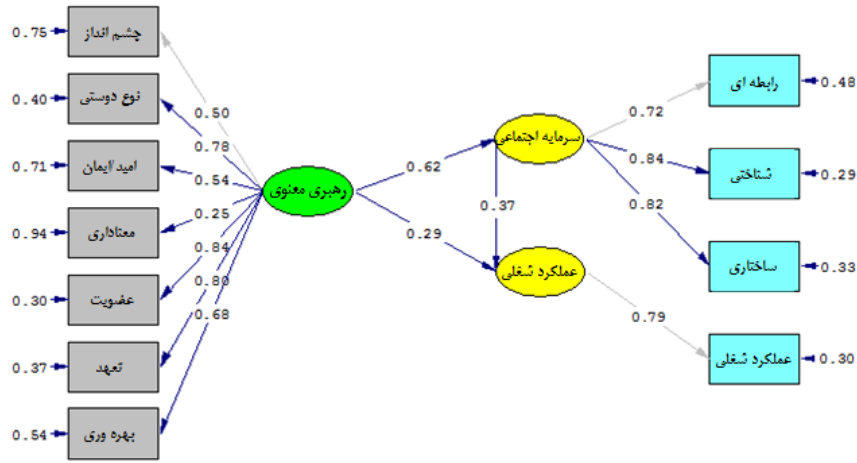 0.75
چشم انداز
0.40
نوع دوستی
0.71
امید/ایمان
0.94
معناداری
0.30
عضویت
0.37
تعهد
0.54
بهره وری
0.50
0.78
0.54
0.25
0.84
0.80
0.68
رهبری معنوی
0.62
0.29
سرمایه اجتماعی
0.37
عملکرد شغلی
0.72
0.84
0.82
0.79
رابطه ای
0.48
شناختی
0.29
ساختاری
0.33
عملکرد شغلی
0.30